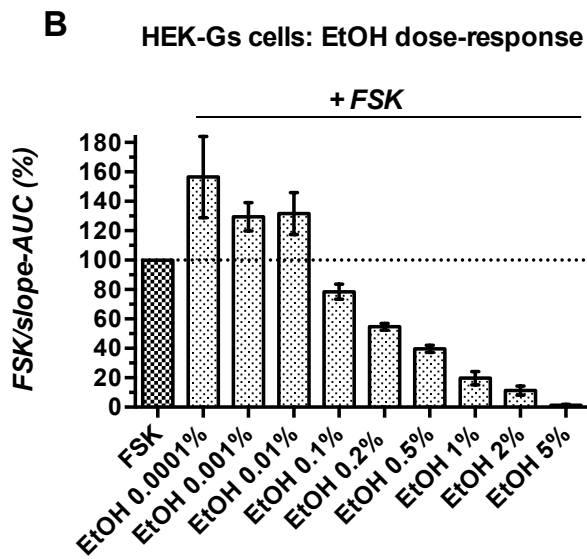 B
HEK-Gs cells: EtOH dose-response
+ FSK
FSK/slope-AUC (%)
180
160
140
120
100
80
60
40
20
0
FSK
EtOH 0.0001%
EtOH 0.001%
EtOH 0.01%
EtOH 0.1%
EtOH 0.2%
EtOH 0.5%
EtOH 1%
EtOH 2%
EtOH 5%